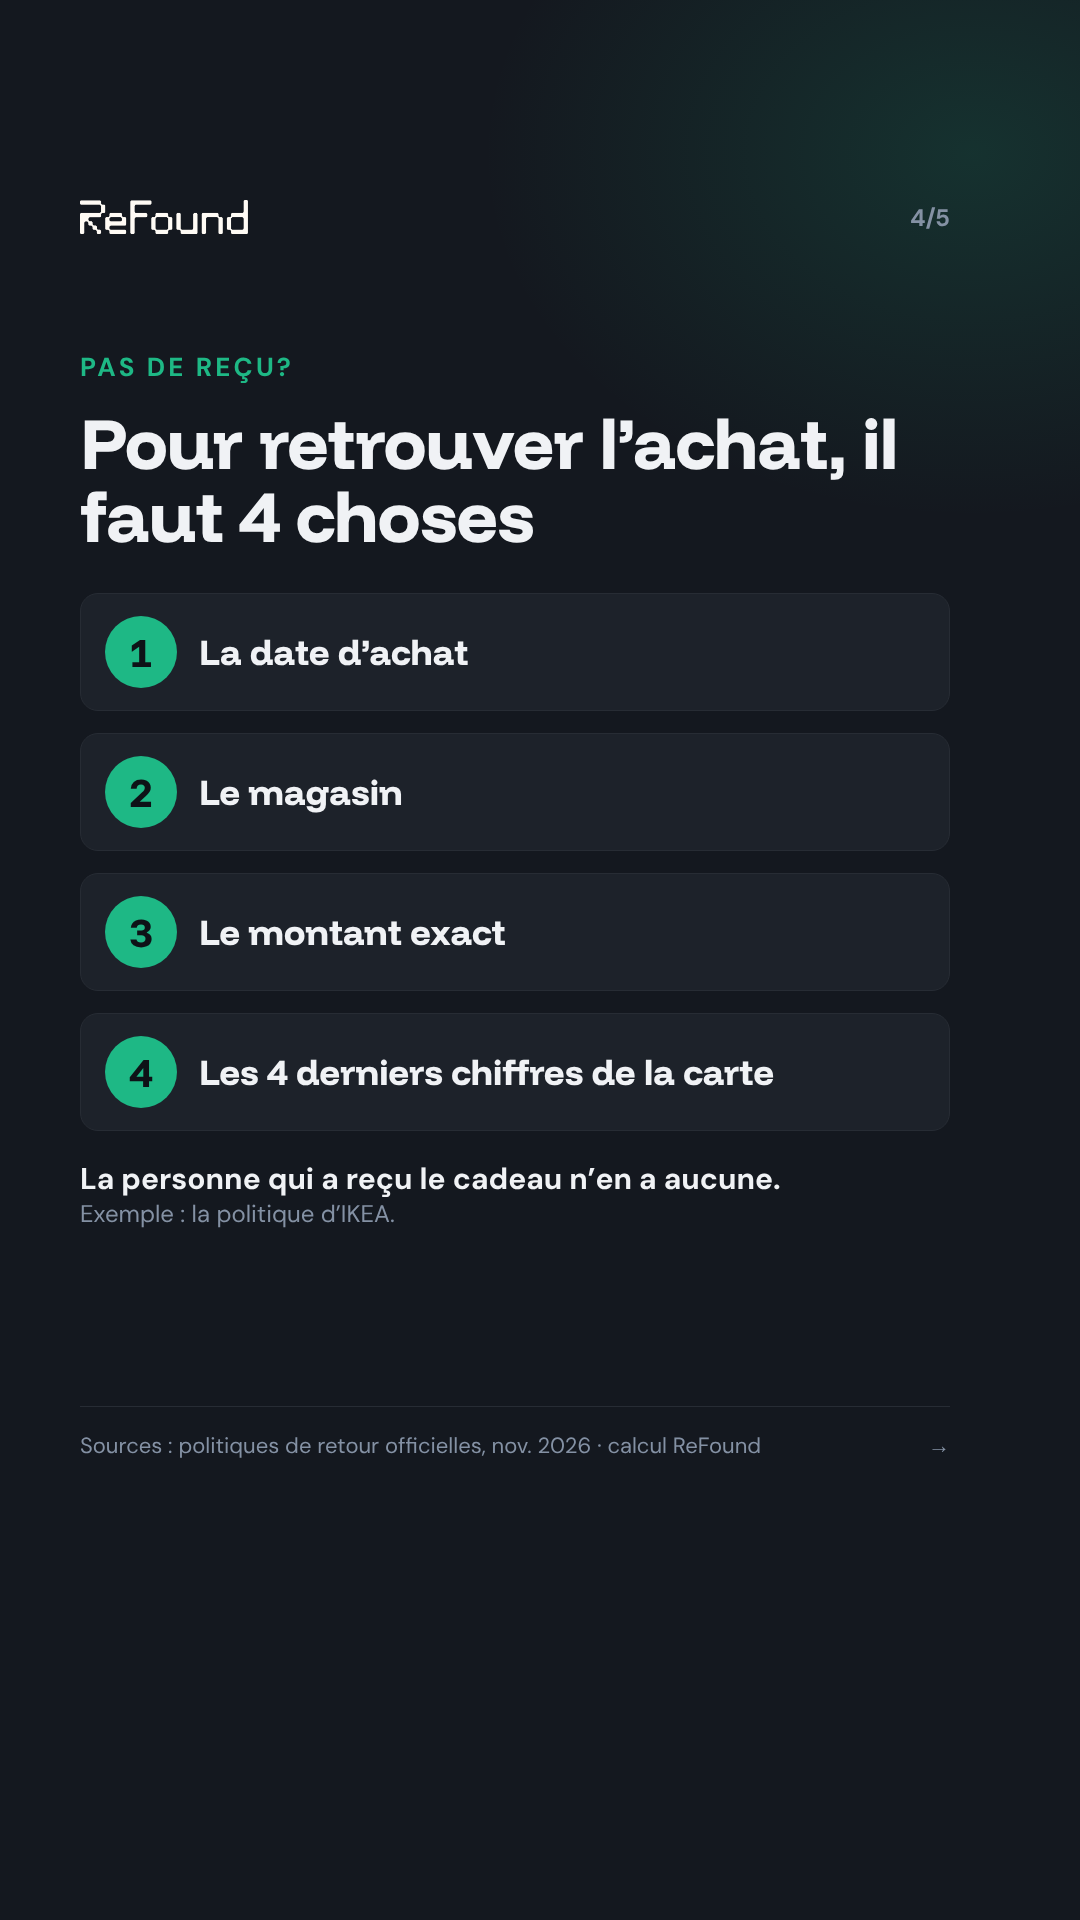 ReFound
4/5
PAS DE REÇU?
Pour retrouver l’achat, il
faut 4 choses
1 La date d’achat
2 Le magasin
3 Le montant exact
4 Les 4 derniers chiffres de la carte
La personne qui a reçu le cadeau n’en a aucune.
Exemple : la politique d’IKEA.
Sources : politiques de retour officielles, nov. 2026 · calcul ReFound →